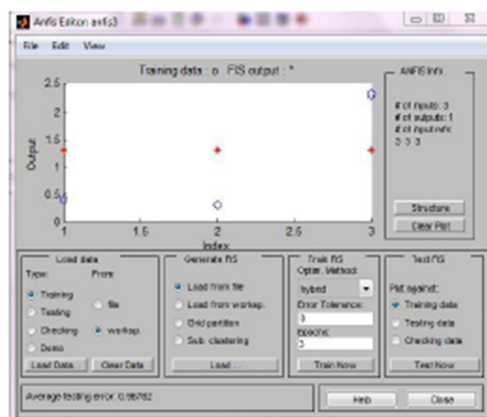 Anfis Editor: anfis3
File Edit View
Training data : o FIS output : *
ANFIS Info.
2.5
2
1.5
1
0.5
0
Output
1 1.5 2 2.5 3
Index
# of inputs: 3
# of outputs: 1
# of input mfs:
3 3 3
Structure
Clear Plot
Load data
Type: From:
Training
Testing
Checking
Demo
file
worksp.
Load Data... Clear Data
Generate FIS
Load from file
Load from worksp.
Grid partition
Sub. clustering
Load ...
Train FIS
Optim. Method:
hybrid
Error Tolerance:
0
Epochs:
3
Train Now
Test FIS
Plot against:
Training data
Testing data
Checking data
Test Now
Average testing error:
Help Close